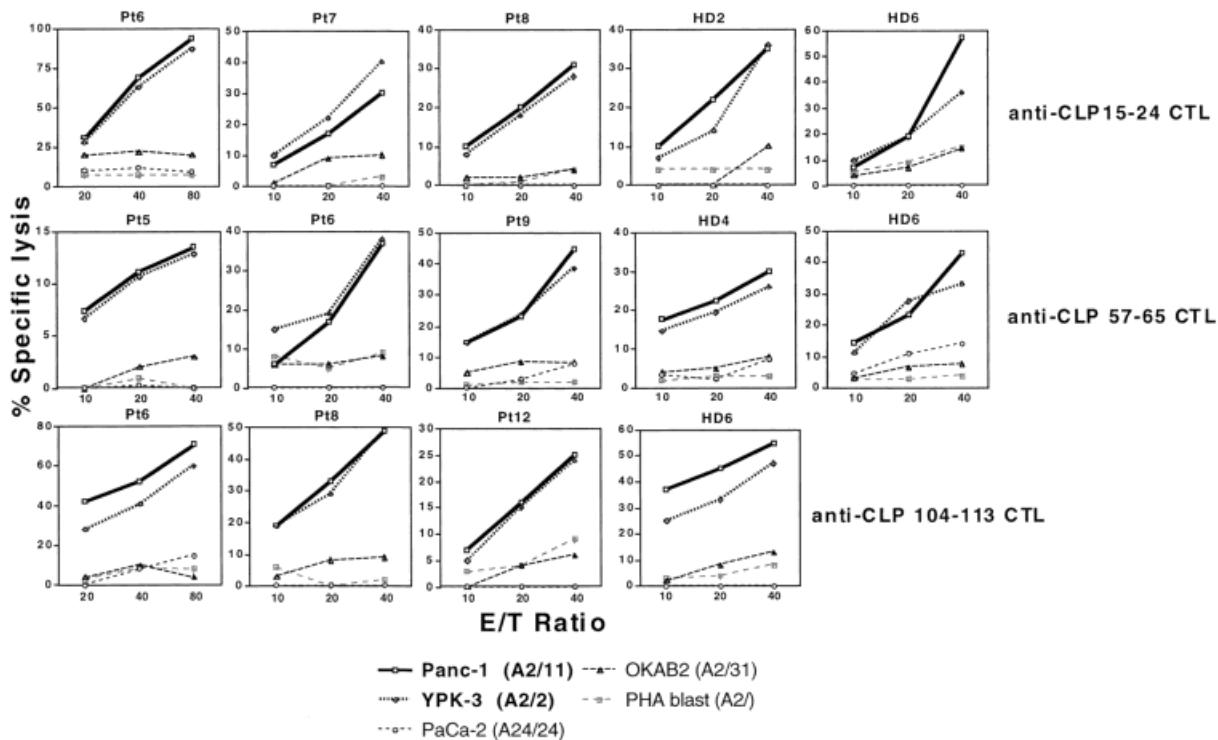 Pt6 Pt7 Pt8 HD2 HD6
100 50 30 40 60
75 40 30 50
50 30 20 20 40
25 20 10 10 30
0 10 0 0 20
0 10
0
20 40 80 10 20 40 10 20 40 10 20 40 10 20 40
anti-CLP15-24 CTL
Pt5 Pt6 Pt9 HD4 HD6
15 40 50 40 60
10 30 40 30 50
5 20 30 20 40
0 10 20 10 30
0 10 0 20
0 10
0
10 20 40 10 20 40 10 20 40 10 20 40 10 20 40
anti-CLP 57-65 CTL
Pt6 Pt8 Pt12 HD6
80 50 30 60
60 40 25 50
40 30 20 40
20 20 15 30
0 10 10 20
0 5 10
0 0
20 40 80 10 20 40 10 20 40 10 20 40
anti-CLP 104-113 CTL
% Specific lysis
E/T Ratio
Panc-1 (A2/11) OKAB2 (A2/31)
YPK-3 (A2/2) PHA blast (A2/)
PaCa-2 (A24/24)